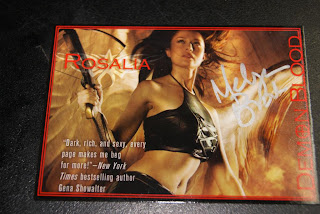 ROSALIA
"Dark, rich, and sexy, every
page makes me beg
for more!"—New York
Times bestselling author
Gena Showalter